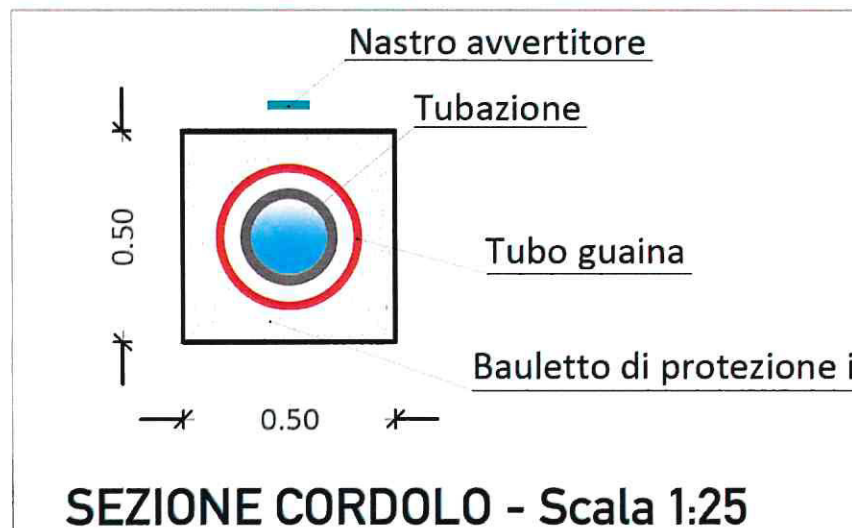 Nastro avvertitore
Tubazione
0.50
Tubo guaina
Bauletto di protezione
0.50
SEZIONE CORDOLO - Scala 1:25